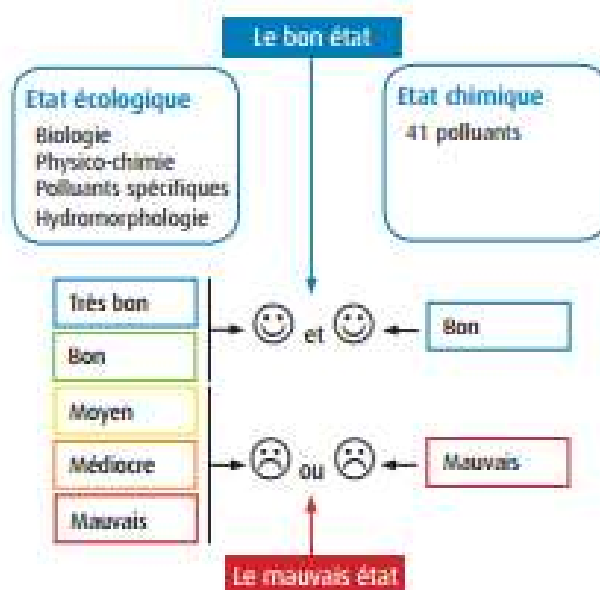 Le bon état
Etat écologique
Biologie
Physico-chimie
Polluants spécifiques
Hydromorphologie
Etat chimique
41 polluants
Très bon
Bon
Moyen
Médiocre
Mauvais
et
Bon
ou
Mauvais
Le mauvais état